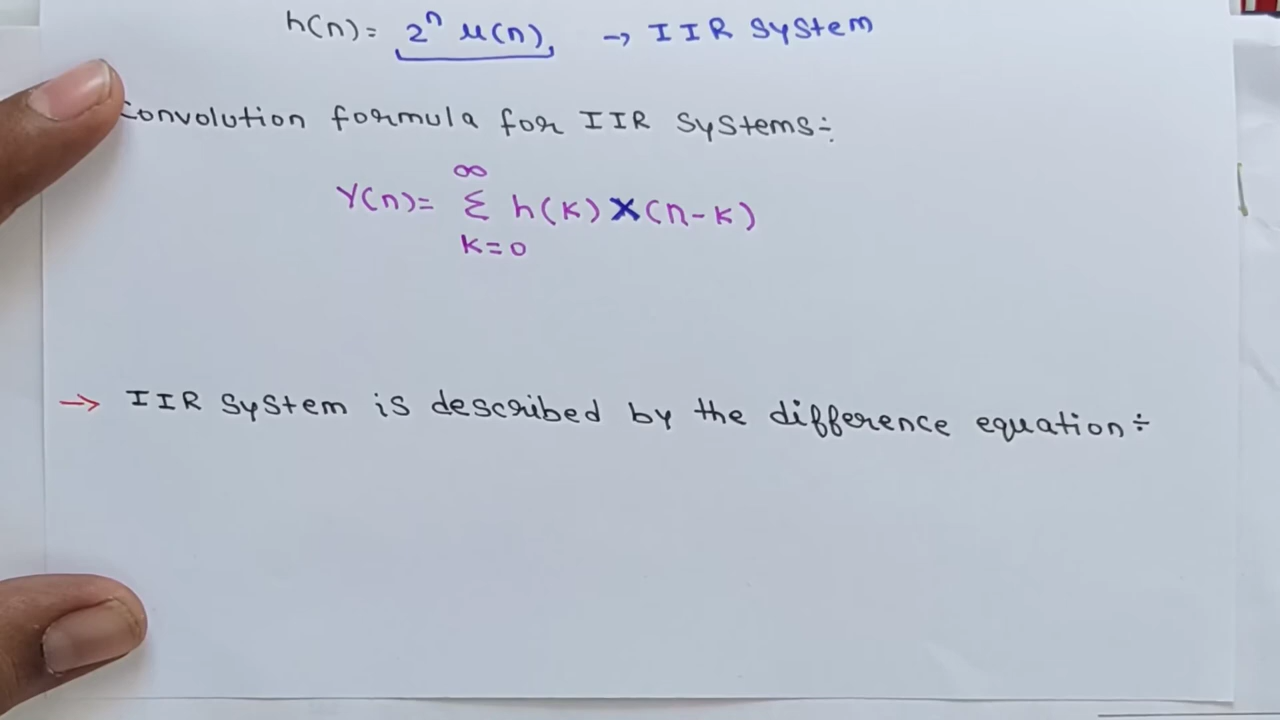 h(n) = 2ⁿ u(n), → IIR System
Convolution formula for IIR Systems:-
∞
Y(n) = Σ h(k) x(n-k)
k=0
→ IIR System is described by the difference equation:-